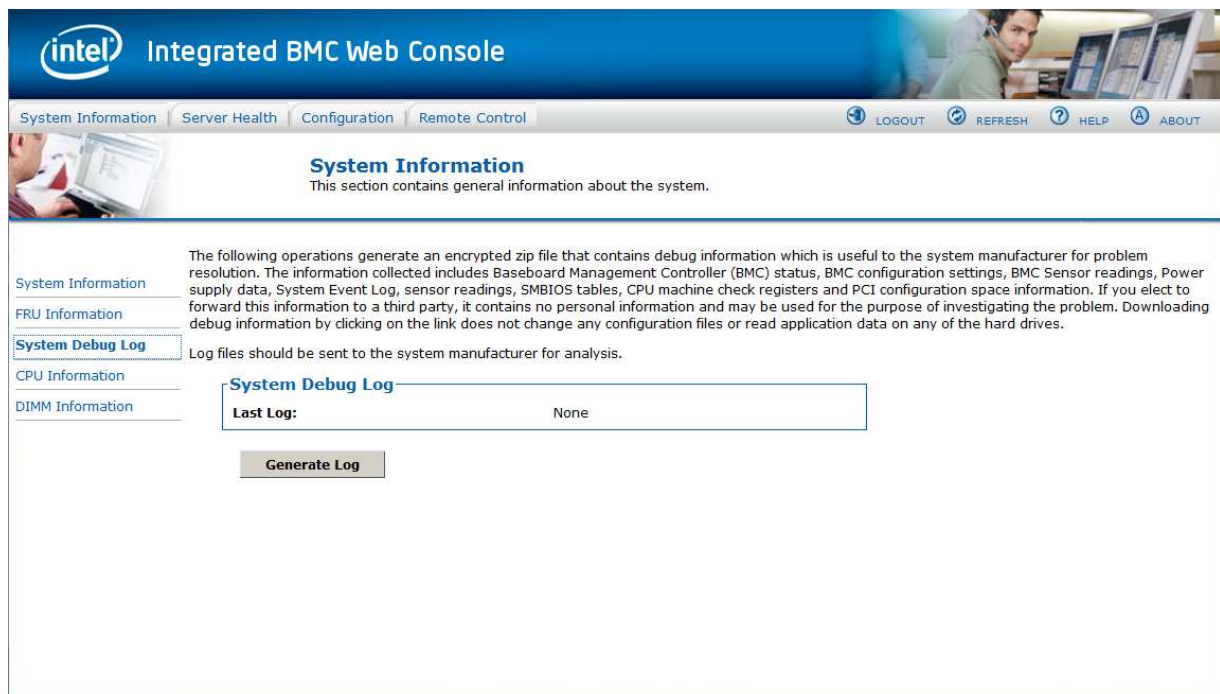 intel
Integrated BMC Web Console
System Information Server Health Configuration Remote Control LOGOUT REFRESH ? HELP A ABOUT
System Information
This section contains general information about the system.
System Information
FRU Information
System Debug Log
CPU Information
DIMM Information
The following operations generate an encrypted zip file that contains debug information which is useful to the system manufacturer for problem
resolution. The information collected includes Baseboard Management Controller (BMC) status, BMC configuration settings, BMC Sensor readings, Power
supply data, System Event Log, sensor readings, SMBIOS tables, CPU machine check registers and PCI configuration space information. If you elect to
forward this information to a third party, it contains no personal information and may be used for the purpose of investigating the problem. Downloading
debug information by clicking on the link does not change any configuration files or read application data on any of the hard drives.
Log files should be sent to the system manufacturer for analysis.
System Debug Log
Last Log: None
Generate Log